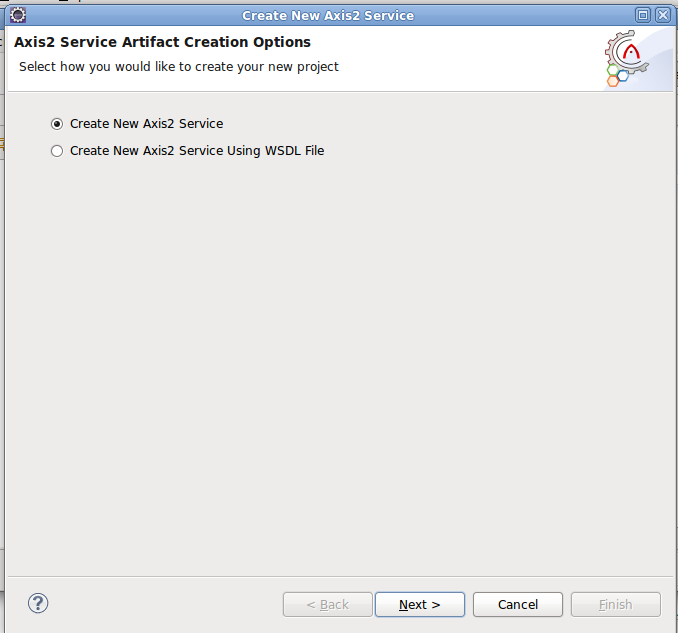 Create New Axis2 Service
Axis2 Service Artifact Creation Options
Select how you would like to create your new project
Create New Axis2 Service
Create New Axis2 Service Using WSDL File
?
< Back
Next >
Cancel
Finish